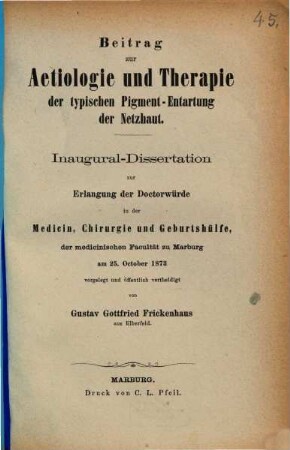 45.
Beitrag
zur
Aetiologie und Therapie
der typischen Pigment-Entartung
der Netzhaut.
Inaugural-Dissertation
zur
Erlangung der Doctorwürde
in der
Medicin, Chirurgie und Geburtshülfe,
der medicinischen Facultät zu Marburg
am 25. October 1873
vorgelegt und öffentlich vertheidigt
von
Gustav Gottfried Frickenhaus
aus Elberfeld.
MARBURG.
Druck von C. L. Pfeil.